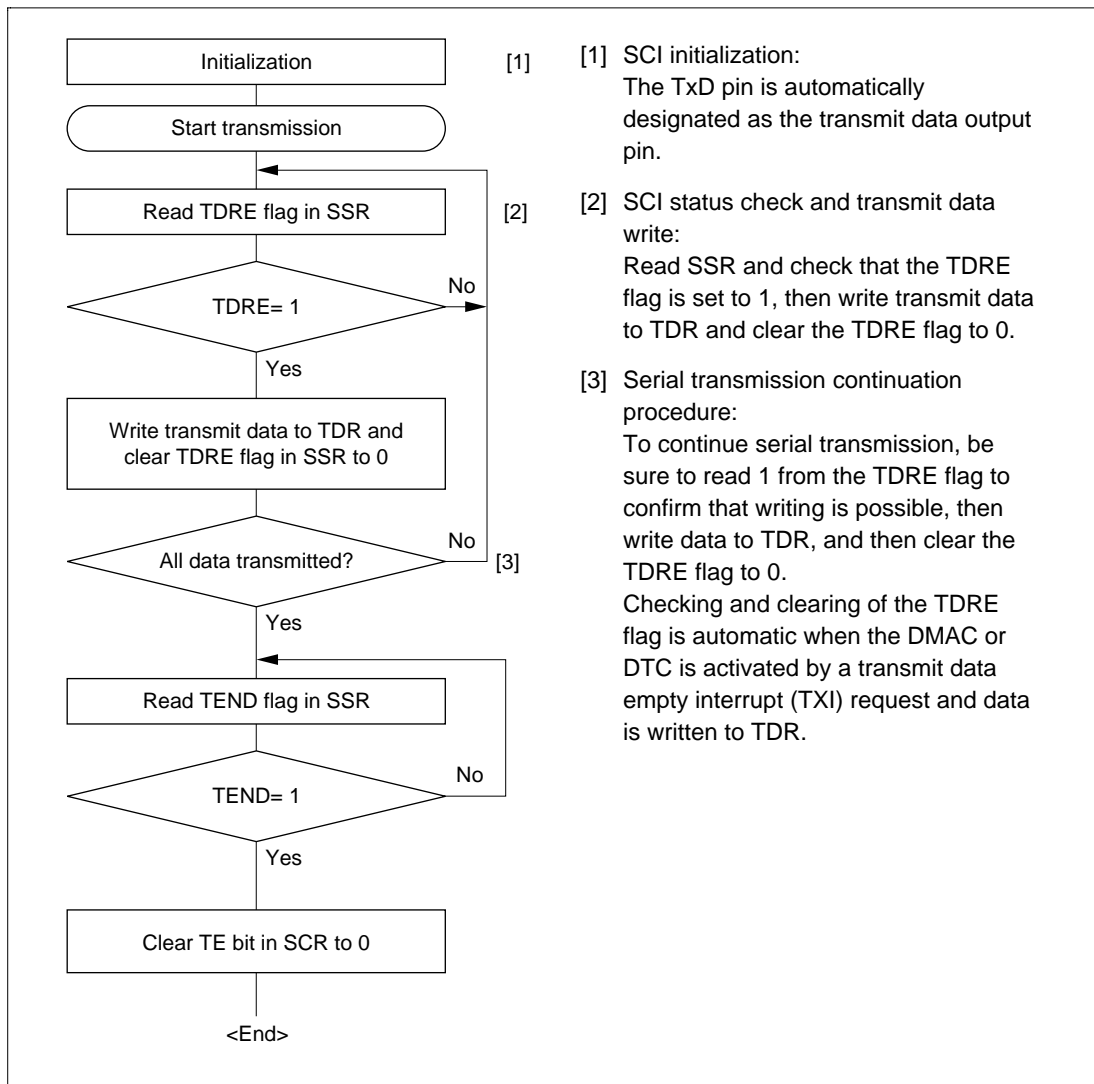 Initialization
[1]
Start transmission
Read TDRE flag in SSR
[2]
No
TDRE= 1
Yes
Write transmit data to TDR and
clear TDRE flag in SSR to 0
No
All data transmitted?
[3]
Yes
Read TEND flag in SSR
No
TEND= 1
Yes
Clear TE bit in SCR to 0
<End>
[1] SCI initialization:
The TxD pin is automatically
designated as the transmit data output
pin.
[2] SCI status check and transmit data
write:
Read SSR and check that the TDRE
flag is set to 1, then write transmit data
to TDR and clear the TDRE flag to 0.
[3] Serial transmission continuation
procedure:
To continue serial transmission, be
sure to read 1 from the TDRE flag to
confirm that writing is possible, then
write data to TDR, and then clear the
TDRE flag to 0.
Checking and clearing of the TDRE
flag is automatic when the DMAC or
DTC is activated by a transmit data
empty interrupt (TXI) request and data
is written to TDR.